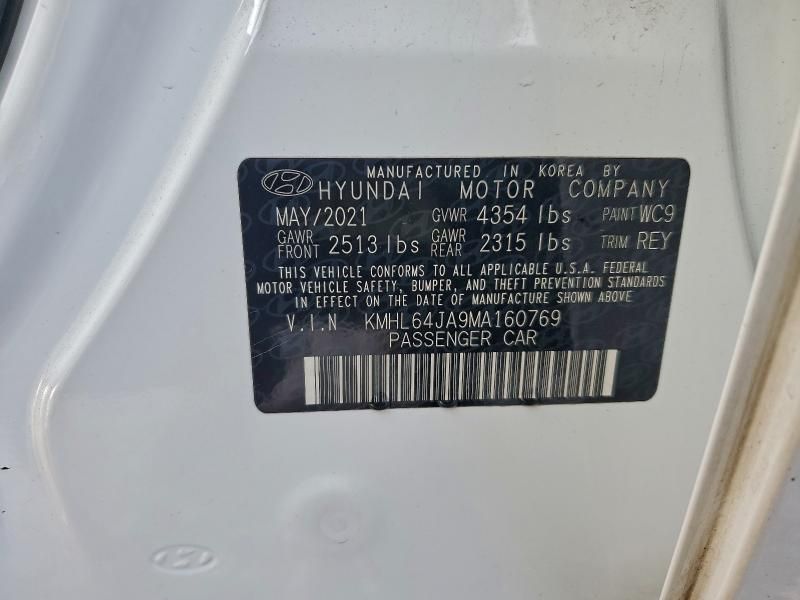 MANUFACTURED IN KOREA BY
HYUNDAI MOTOR COMPANY
MAY/2021 GVWR 4354 lbs PAINT WC9
GAWR FRONT 2513 lbs GAWR REAR 2315 lbs TRIM REY
THIS VEHICLE CONFORMS TO ALL APPLICABLE U.S.A. FEDERAL
MOTOR VEHICLE SAFETY, BUMPER, AND THEFT PREVENTION STANDARDS
IN EFFECT ON THE DATE OF MANUFACTURE SHOWN ABOVE
V.I.N KMHL64JA9MA160769
PASSENGER CAR